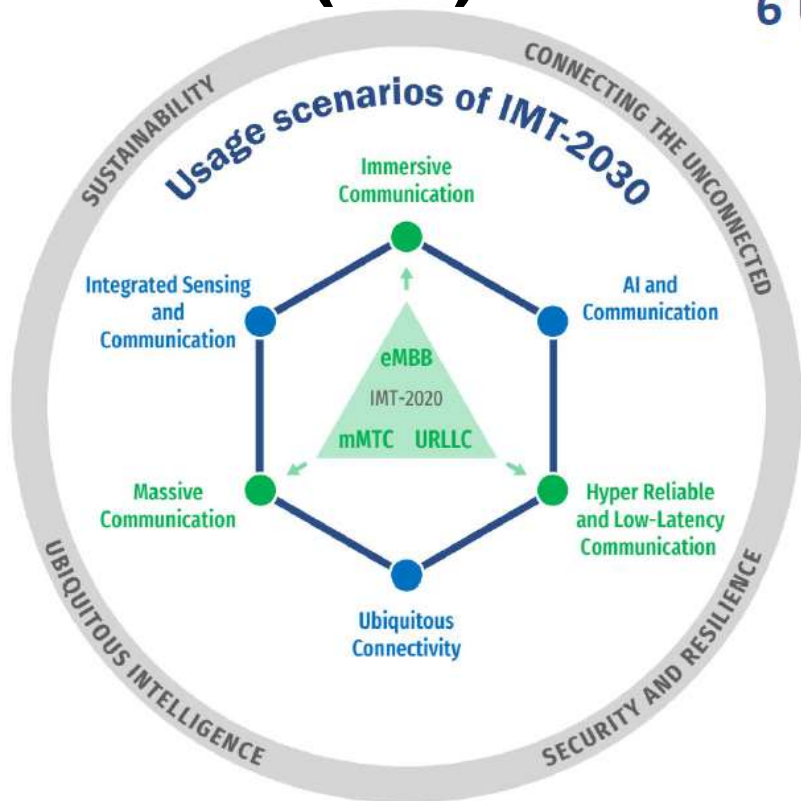 6
SUSTAINABILITY
CONNECTING THE UNCONNECTED
Usage scenarios of IMT-2030
Immersive
Communication
Integrated Sensing
and
Communication
AI and
Communication
eMBB
IMT-2020
mMTC URLLC
Massive
Communication
Hyper Reliable
and Low-Latency
Communication
Ubiquitous
Connectivity
UBIQUITOUS INTELLIGENCE
SECURITY AND RESILIENCE